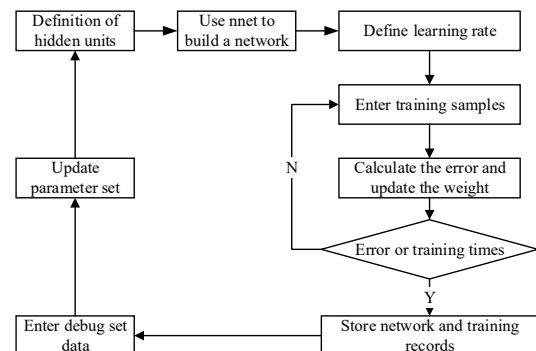 Definition of
hidden units
Use nnet to
build a network
Define learning rate
Enter training samples
N
Update
parameter set
Calculate the error and
update the weight
Error or training times
Y
Enter debug set
data
Store network and training
records